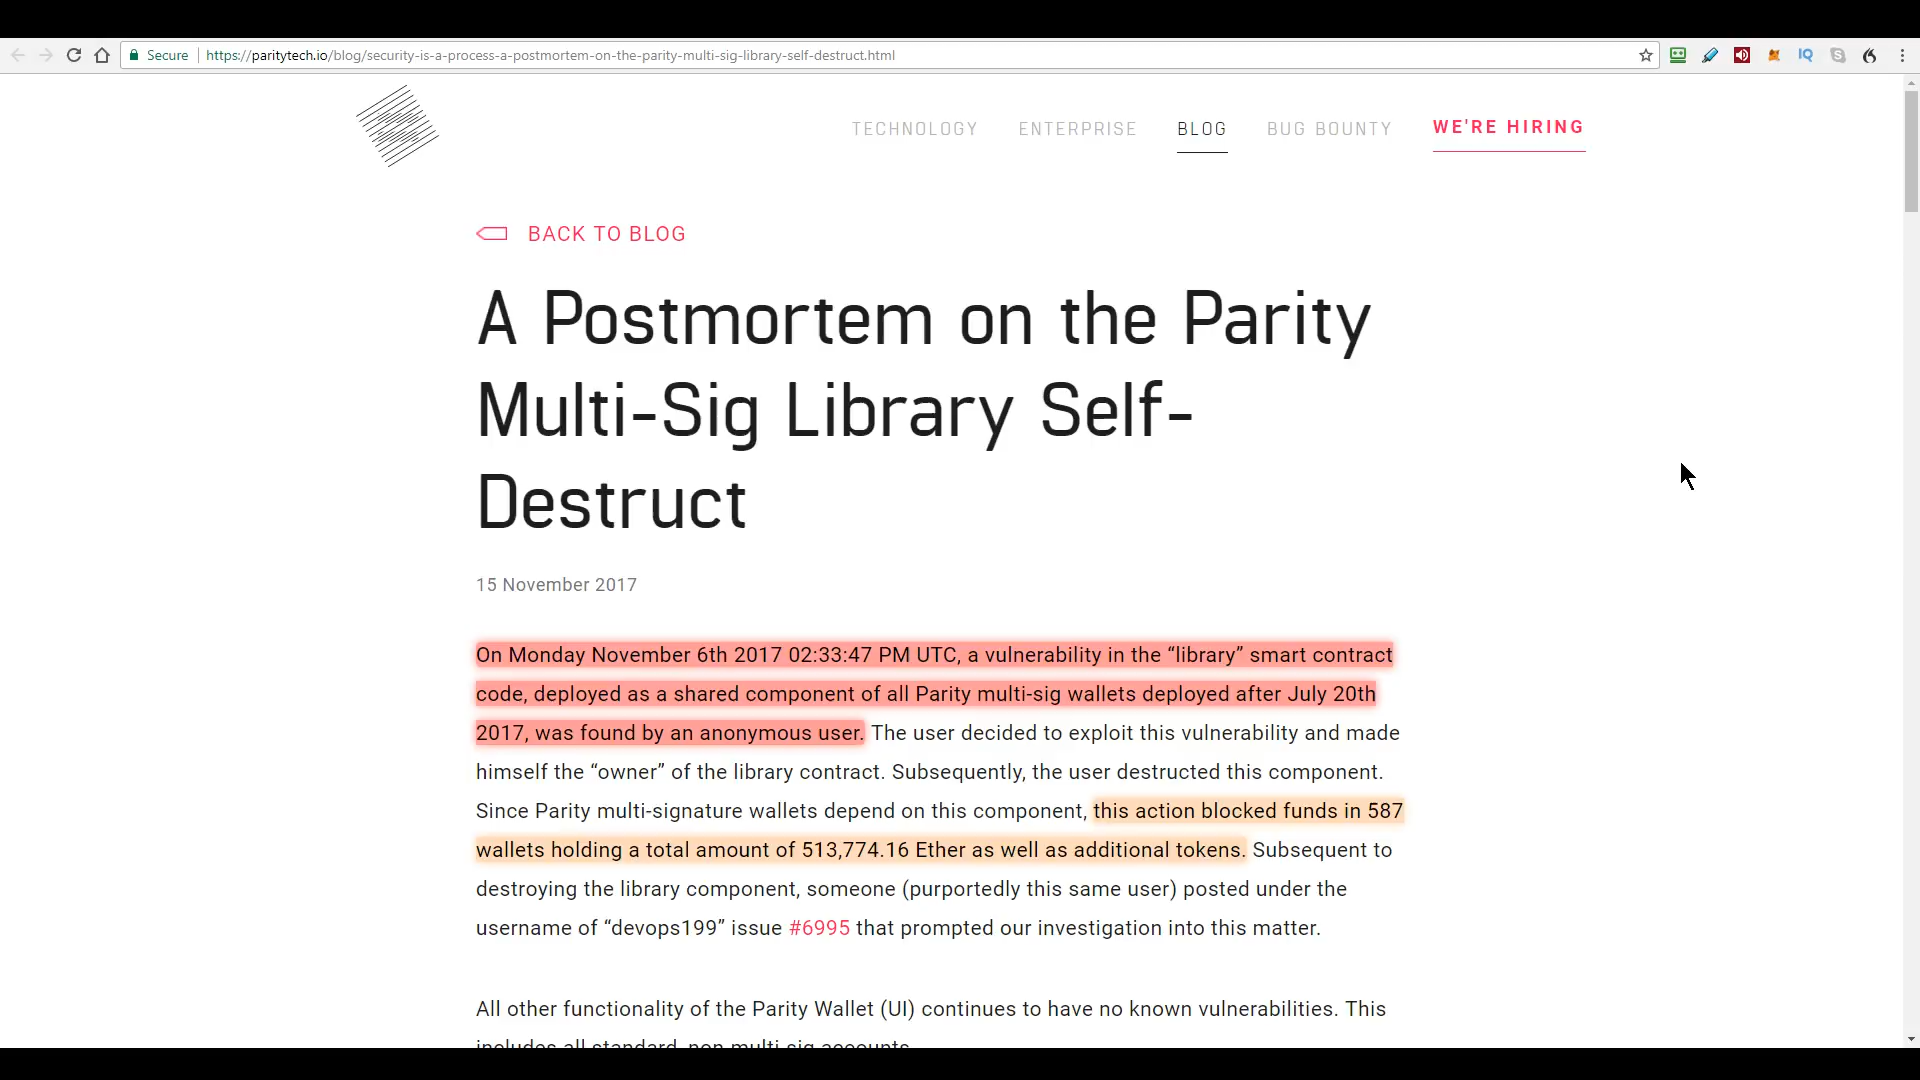 Secure
https://paritytech.io/blog/security-is-a-process-a-postmortem-on-the-parity-multi-sig-library-self-destruct.html
IQ
TECHNOLOGY ENTERPRISE BLOG BUG BOUNTY WE'RE HIRING
BACK TO BLOG
A Postmortem on the Parity
Multi-Sig Library Self-
Destruct
15 November 2017
On Monday November 6th 2017 02:33:47 PM UTC, a vulnerability in the “library” smart contract
code, deployed as a shared component of all Parity multi-sig wallets deployed after July 20th
2017, was found by an anonymous user. The user decided to exploit this vulnerability and made
himself the “owner” of the library contract. Subsequently, the user destructed this component.
Since Parity multi-signature wallets depend on this component, this action blocked funds in 587
wallets holding a total amount of 513,774.16 Ether as well as additional tokens. Subsequent to
destroying the library component, someone (purportedly this same user) posted under the
username of “devops199” issue #6995 that prompted our investigation into this matter.
All other functionality of the Parity Wallet (UI) continues to have no known vulnerabilities. This
includes all standard, non multi sig accounts.